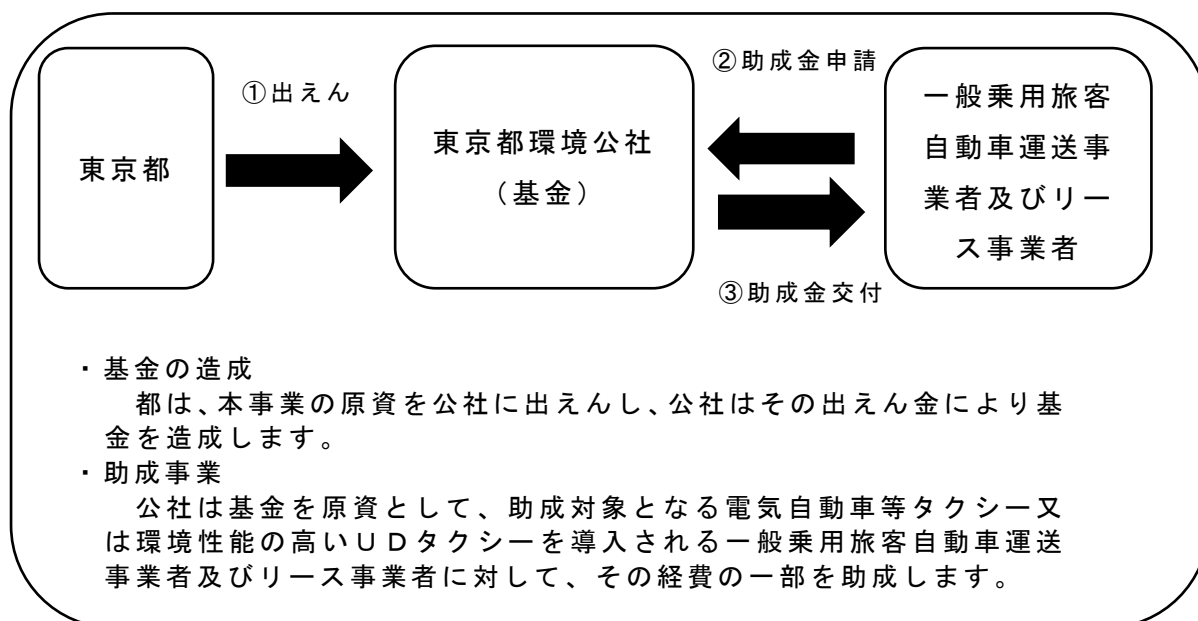 東京都
①出えん
東京都環境公社
（基金）
②助成金申請
③助成金交付
一般乗用旅客
自動車運送事
業者及びリー
ス事業者
・基金の造成
都は、本事業の原資を公社に出えんし、公社はその出えん金により基
金を造成します。
・助成事業
公社は基金を原資として、助成対象となる電気自動車等タクシー又
は環境性能の高いＵＤタクシーを導入される一般乗用旅客自動車運送
事業者及びリース事業者に対して、その経費の一部を助成します。